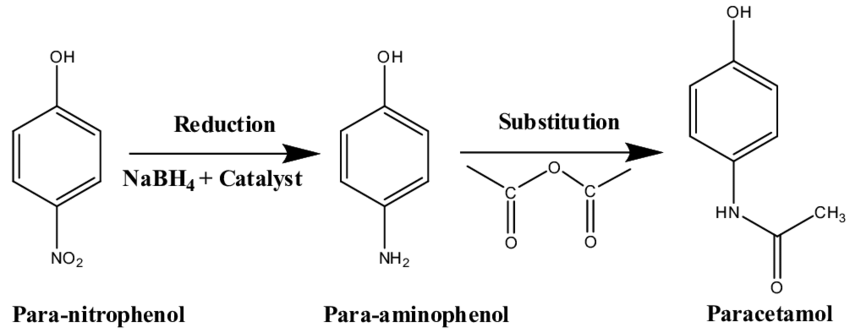 OH
NO₂
Para-nitrophenol
Reduction
NaBH₄ + Catalyst
OH
NH₂
Para-aminophenol
Substitution
O
C
C
O
O
OH
HN
CH₃
O
Paracetamol